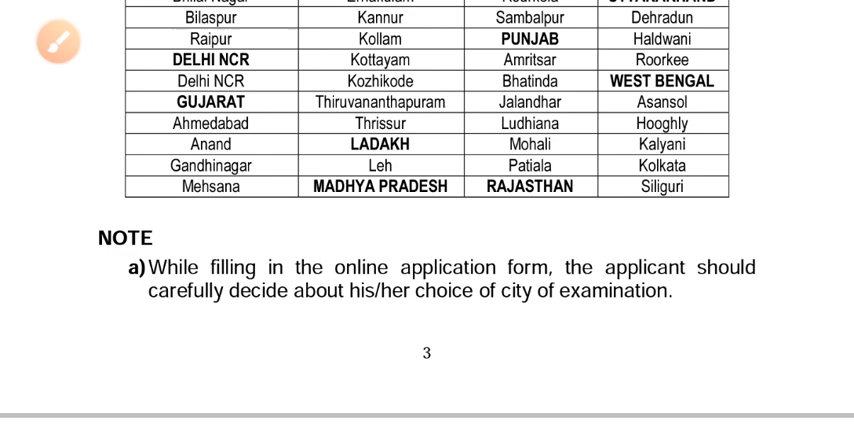 Bilaspur Kannur Sambalpur Dehradun
Raipur Kollam PUNJAB Haldwani
DELHI NCR Kottayam Amritsar Roorkee
Delhi NCR Kozhikode Bhatinda WEST BENGAL
GUJARAT Thiruvananthapuram Jalandhar Asansol
Ahmedabad Thrissur Ludhiana Hooghly
Anand LADAKH Mohali Kalyani
Gandhinagar Leh Patiala Kolkata
Mehsana MADHYA PRADESH RAJASTHAN Siliguri
NOTE
a) While filling in the online application form, the applicant should
carefully decide about his/her choice of city of examination.
3